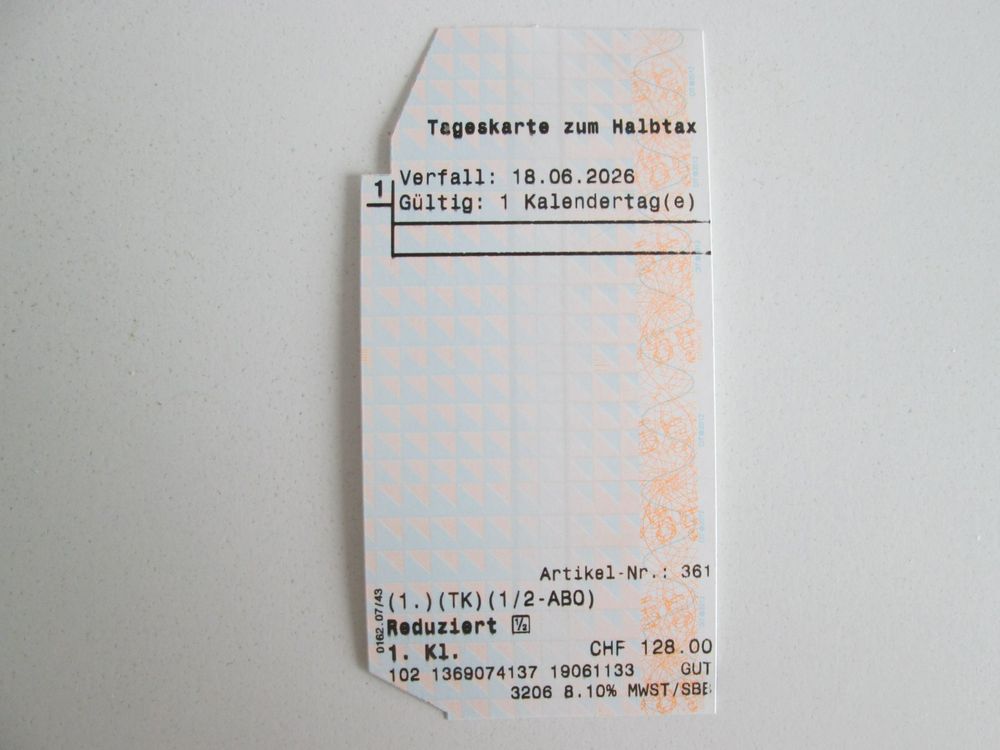 Tageskarte zum Halbtax
Verfall: 18.06.2026
1
Gültig: 1 Kalendertag(e)
Artikel-Nr.: 361
(1.)(TK)(1/2-ABO)
Reduziert ½
1. Kl.
CHF 128.00
102 1369074137 19061133 GUT
3206 8.10% MWST/SBB
0162.07/43